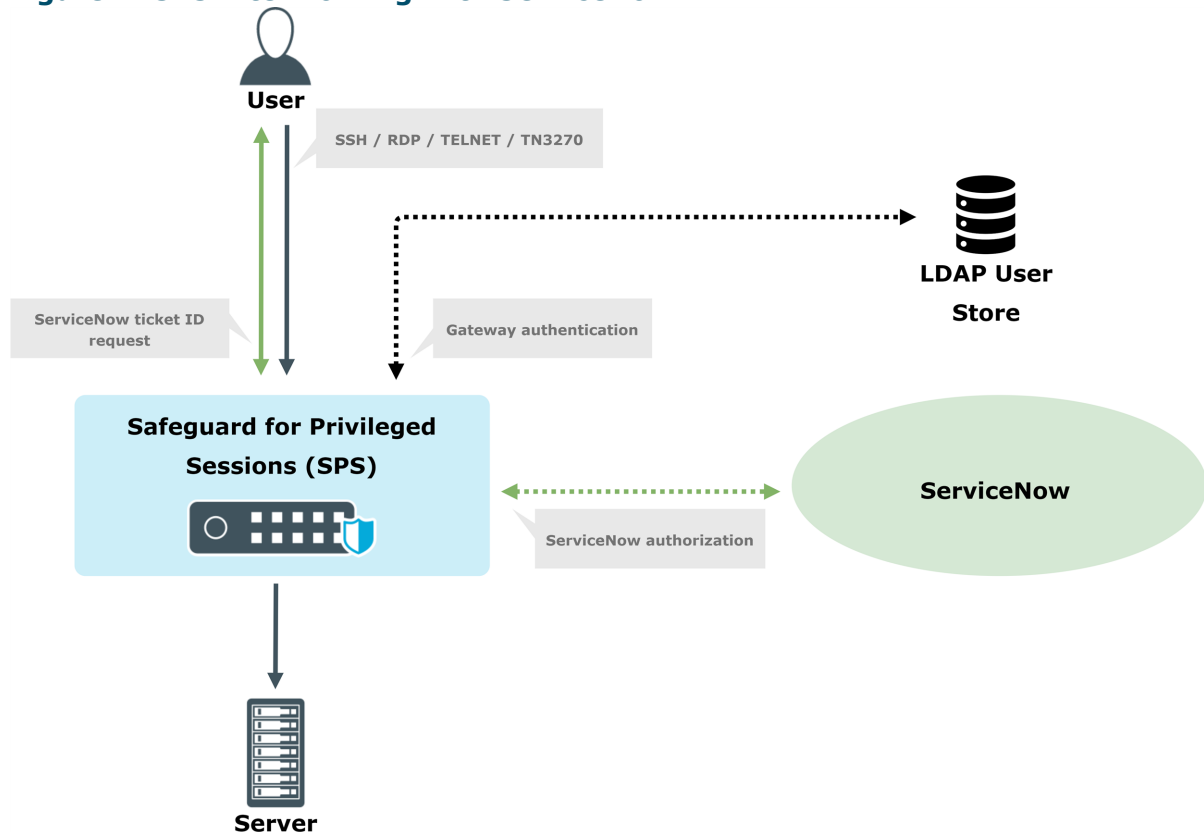 User
SSH / RDP / TELNET / TN3270
LDAP User
Store
ServiceNow ticket ID
request
Gateway authentication
Safeguard for Privileged
Sessions (SPS)
ServiceNow
ServiceNow authorization
Server